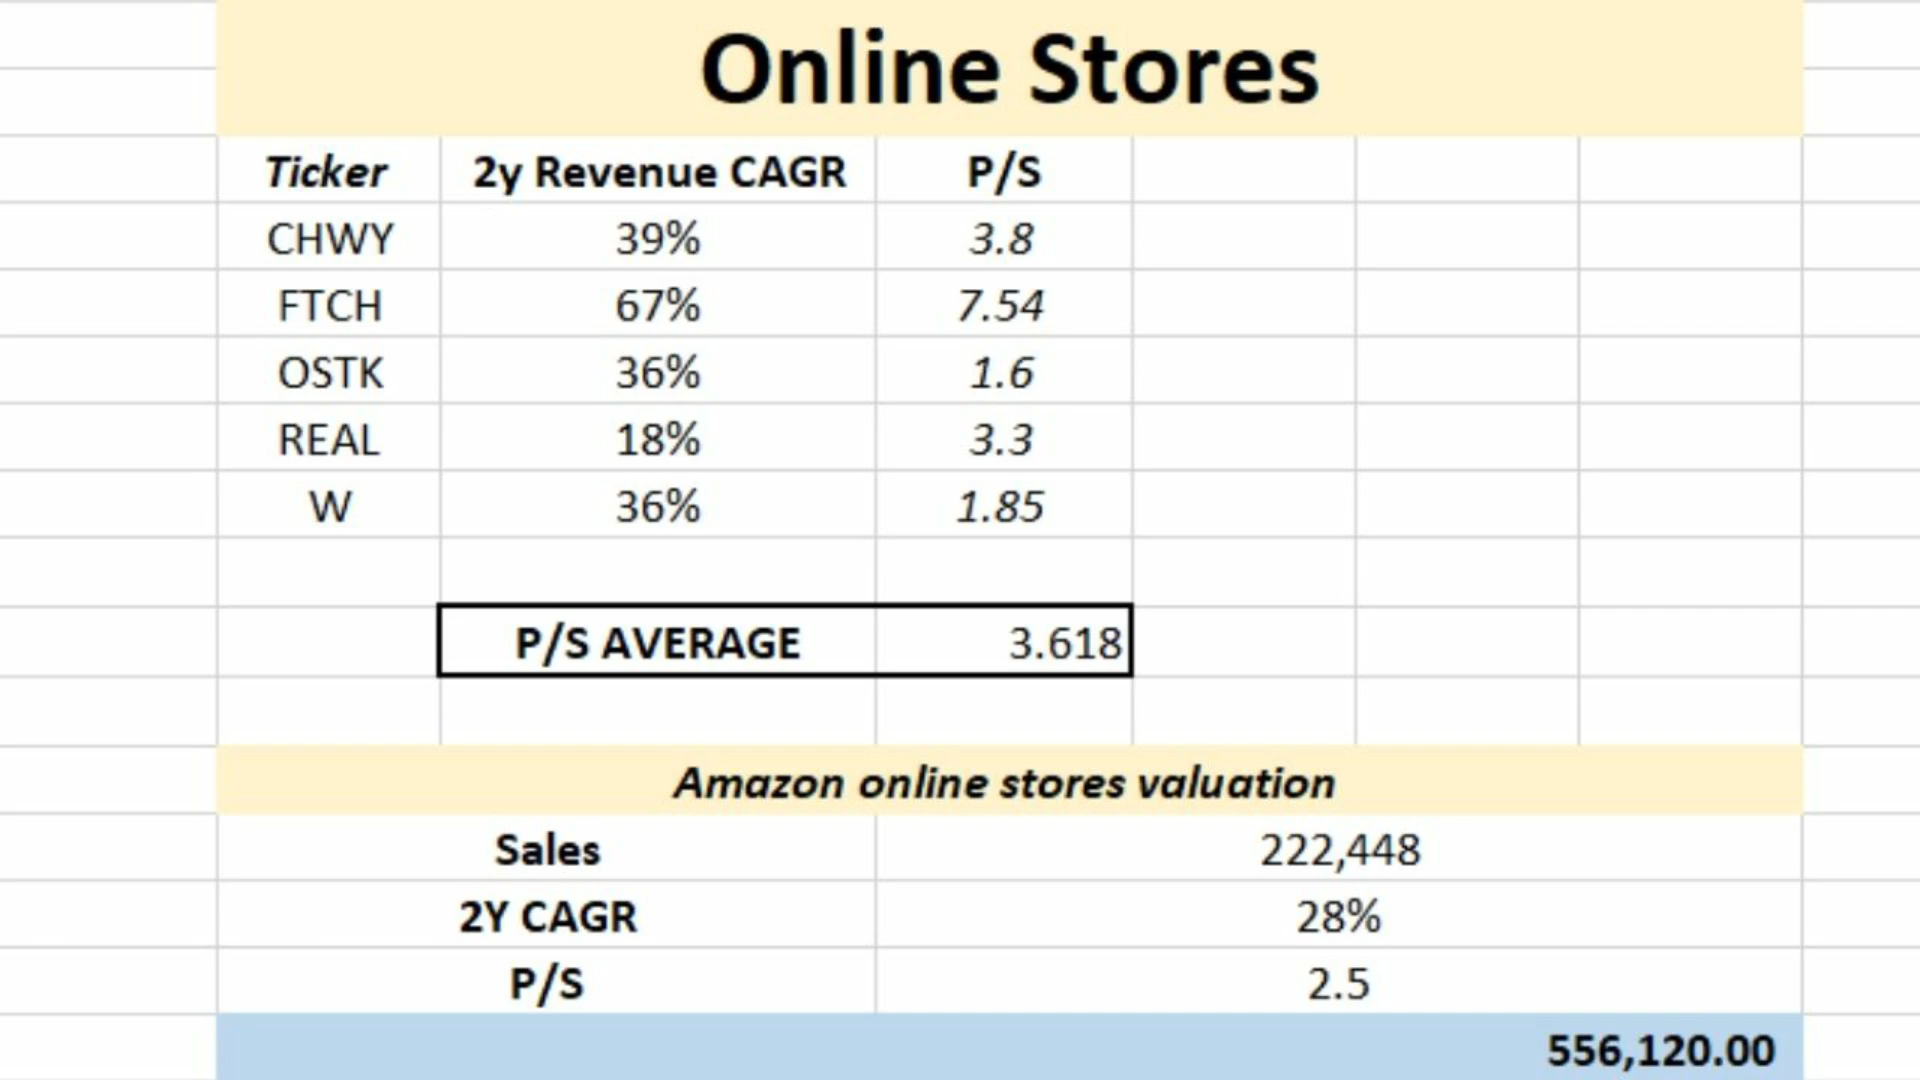 Online Stores
Ticker 2y Revenue CAGR P/S
CHWY 39% 3.8
FTCH 67% 7.54
OSTK 36% 1.6
REAL 18% 3.3
W 36% 1.85
P/S AVERAGE 3.618
Amazon online stores valuation
Sales 222,448
2Y CAGR 28%
P/S 2.5
556,120.00